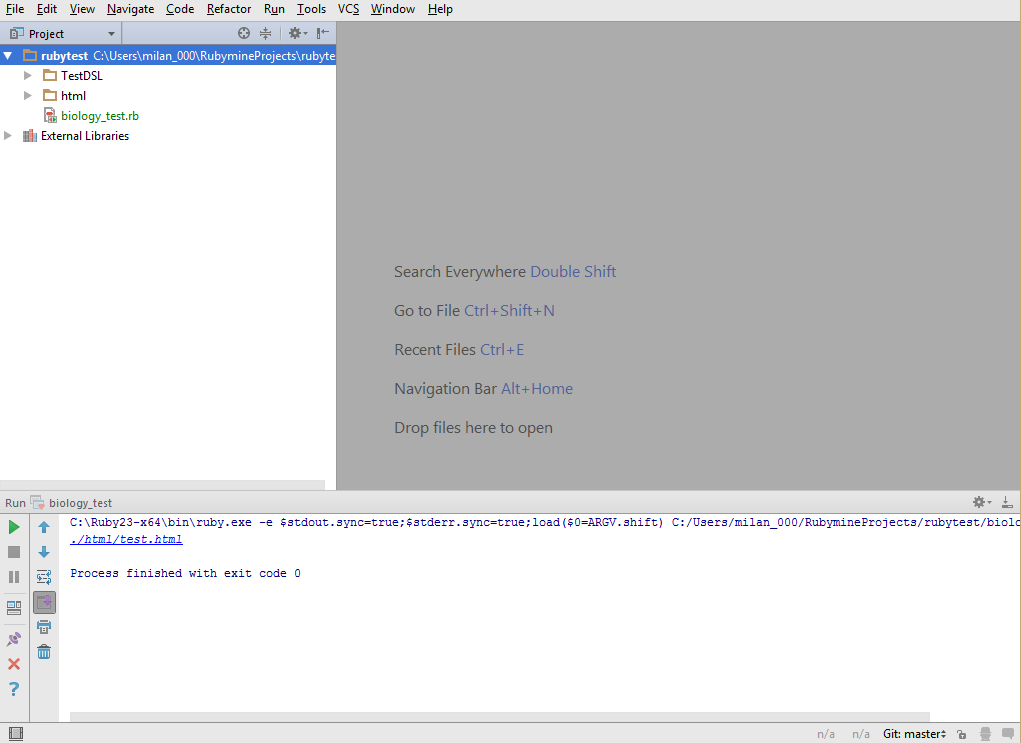 File Edit View Navigate Code Refactor Run Tools VCS Window Help
Project
rubytest C:\Users\milan_000\RubymineProjects\rubyte
TestDSL
html
biology_test.rb
External Libraries
Search Everywhere Double Shift
Go to File Ctrl+Shift+N
Recent Files Ctrl+E
Navigation Bar Alt+Home
Drop files here to open
Run biology_test
C:\Ruby23-x64\bin\ruby.exe -e $stdout.sync=true;$stderr.sync=true;load($0=ARGV.shift) C:/Users/milan_000/RubymineProjects/rubytest/biolo
./html/test.html
Process finished with exit code 0
?
n/a n/a Git: master